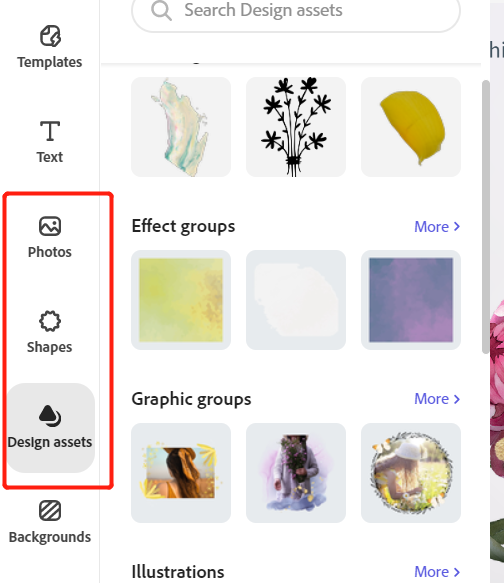 Templates
Text
Photos
Shapes
Design assets
Backgrounds
Search Design assets
Effect groups
More >
Graphic groups
More >
Illustrations
More >
hi